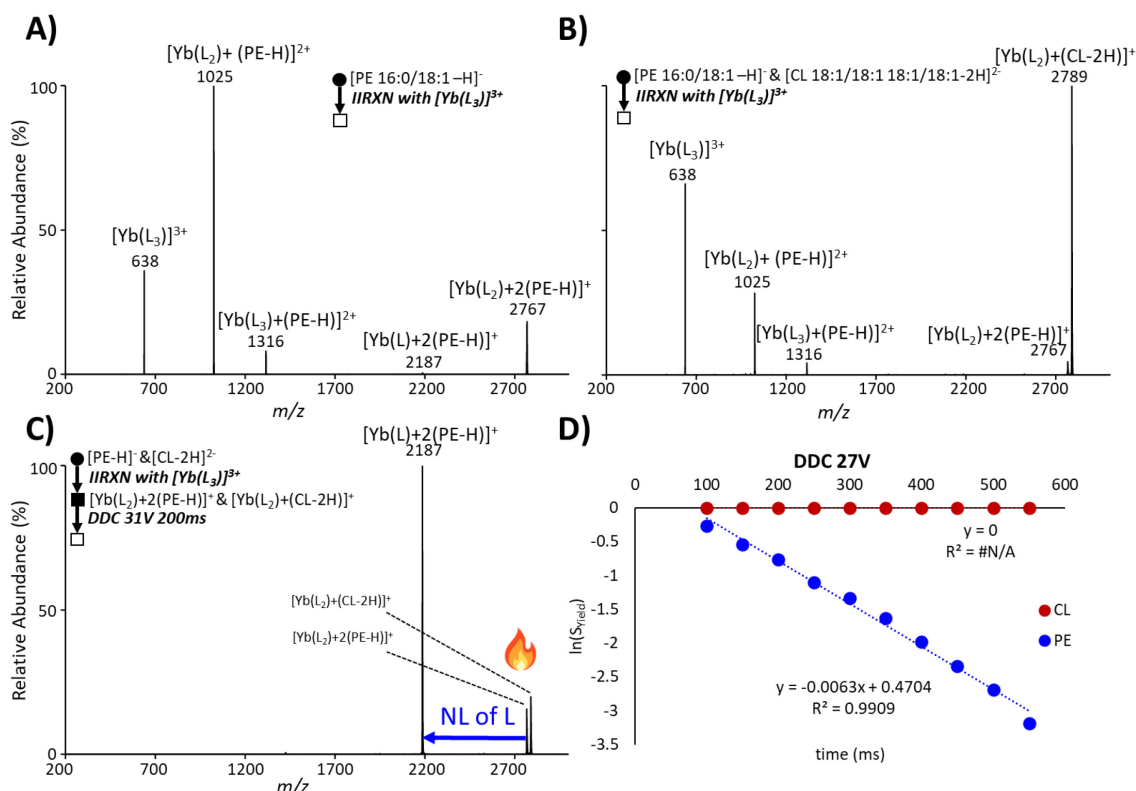 A)
[Yb(L₂)+ (PE-H)]²⁺
1025
[PE 16:0/18:1 –H]⁻
IIRXN with [Yb(L₃)]³⁺
[Yb(L₃)]³⁺
638
[Yb(L₃)+(PE-H)]²⁺
1316
[Yb(L)+2(PE-H)]⁺
2187
[Yb(L₂)+2(PE-H)]⁺
2767
Relative Abundance (%)
100
50
0
200 700 1200 1700 2200 2700
m/z
B)
[Yb(L₂)+(CL-2H)]⁺
2789
[PE 16:0/18:1 –H]⁻ & [CL 18:1/18:1 18:1/18:1-2H]²⁻
IIRXN with [Yb(L₃)]³⁺
[Yb(L₃)]³⁺
638
[Yb(L₂)+ (PE-H)]²⁺
1025
[Yb(L₃)+(PE-H)]²⁺
1316
[Yb(L₂)+2(PE-H)]⁺
2767
Relative Abundance (%)
100
50
0
200 700 1200 1700 2200 2700
m/z
C)
[Yb(L)+2(PE-H)]⁺
2187
[PE-H]⁻ &[CL-2H]²⁻
IIRXN with [Yb(L₃)]³⁺
[Yb(L₂)+2(PE-H)]⁺ & [Yb(L₂)+(CL-2H)]⁺
DDC 31V 200ms
[Yb(L₂)+(CL-2H)]⁺
[Yb(L₂)+2(PE-H)]⁺
NL of L
Relative Abundance (%)
100
50
0
200 700 1200 1700 2200 2700
m/z
D)
DDC 27V
0 100 200 300 400 500 600
0
-0.5
-1
-1.5
-2
-2.5
-3
-3.5
ln(S_Yield)
y = 0
R² = #N/A
CL
PE
y = -0.0063x + 0.4704
R² = 0.9909
time (ms)